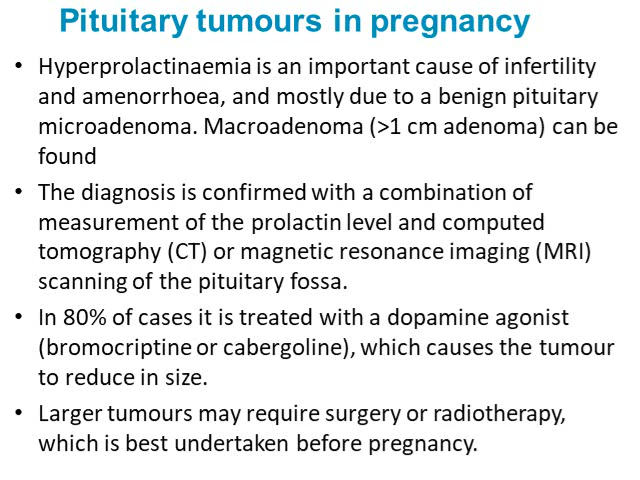 Pituitary tumours in pregnancy
• Hyperprolactinaemia is an important cause of infertility
and amenorrhoea, and mostly due to a benign pituitary
microadenoma. Macroadenoma (>1 cm adenoma) can be
found
• The diagnosis is confirmed with a combination of
measurement of the prolactin level and computed
tomography (CT) or magnetic resonance imaging (MRI)
scanning of the pituitary fossa.
• In 80% of cases it is treated with a dopamine agonist
(bromocriptine or cabergoline), which causes the tumour
to reduce in size.
• Larger tumours may require surgery or radiotherapy,
which is best undertaken before pregnancy.